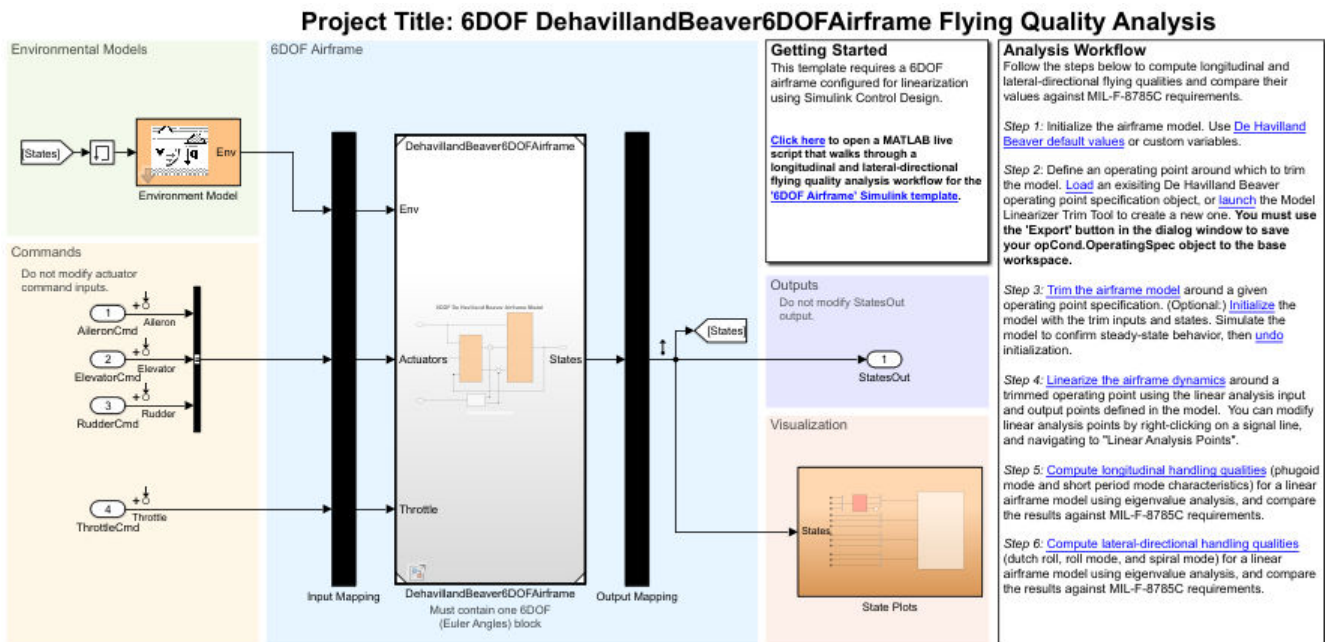 Project Title: 6DOF DehavillandBeaver6DOFAirframe Flying Quality Analysis
Environmental Models
[States]
Env
Environment Model
Commands
Do not modify actuator
command inputs.
1
Aileron
AileronCmd
2
Elevator
ElevatorCmd
3
Rudder
RudderCmd
4
Throttle
ThrottleCmd
6DOF Airframe
DehavillandBeaver6DOFAirframe
Env
6DOF De Havilland Beaver Airframe Model
Actuators
States
Throttle
Input Mapping
DehavillandBeaver6DOFAirframe
Must contain one 6DOF
(Euler Angles) block
Output Mapping
Getting Started
This template requires a 6DOF
airframe configured for linearization
using Simulink Control Design.
Click here to open a MATLAB live
script that walks through a
longitudinal and lateral-directional
flying quality analysis workflow for the
'6DOF Airframe' Simulink template.
Outputs
Do not modify StatesOut
output.
[States]
1
StatesOut
Visualization
States
State Plots
Analysis Workflow
Follow the steps below to compute longitudinal and
lateral-directional flying qualities and compare their
values against MIL-F-8785C requirements.
Step 1: Initialize the airframe model. Use De Havilland
Beaver default values or custom variables.
Step 2: Define an operating point around which to trim
the model. Load an exisiting De Havilland Beaver
operating point specification object, or launch the Model
Linearizer Trim Tool to create a new one. You must use
the 'Export' button in the dialog window to save
your opCond.OperatingSpec object to the base
workspace.
Step 3: Trim the airframe model around a given
operating point specification. (Optional:) Initialize the
model with the trim inputs and states. Simulate the
model to confirm steady-state behavior, then undo
initialization.
Step 4: Linearize the airframe dynamics around a
trimmed operating point using the linear analysis input
and output points defined in the model. You can modify
linear analysis points by right-clicking on a signal line,
and navigating to "Linear Analysis Points".
Step 5: Compute longitudinal handling qualities (phugoid
mode and short period mode characteristics) for a linear
airframe model using eigenvalue analysis, and compare
the results against MIL-F-8785C requirements.
Step 6: Compute lateral-directional handling qualities
(dutch roll, roll mode, and spiral mode) for a linear
airframe model using eigenvalue analysis, and compare
the results against MIL-F-8785C requirements.